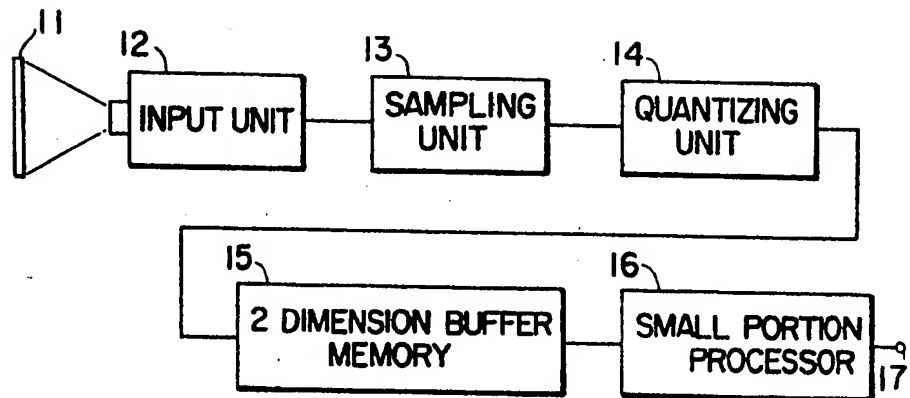 11
12
INPUT UNIT
13
SAMPLING
UNIT
14
QUANTIZING
UNIT
15
2 DIMENSION BUFFER
MEMORY
16
SMALL PORTION
PROCESSOR
17